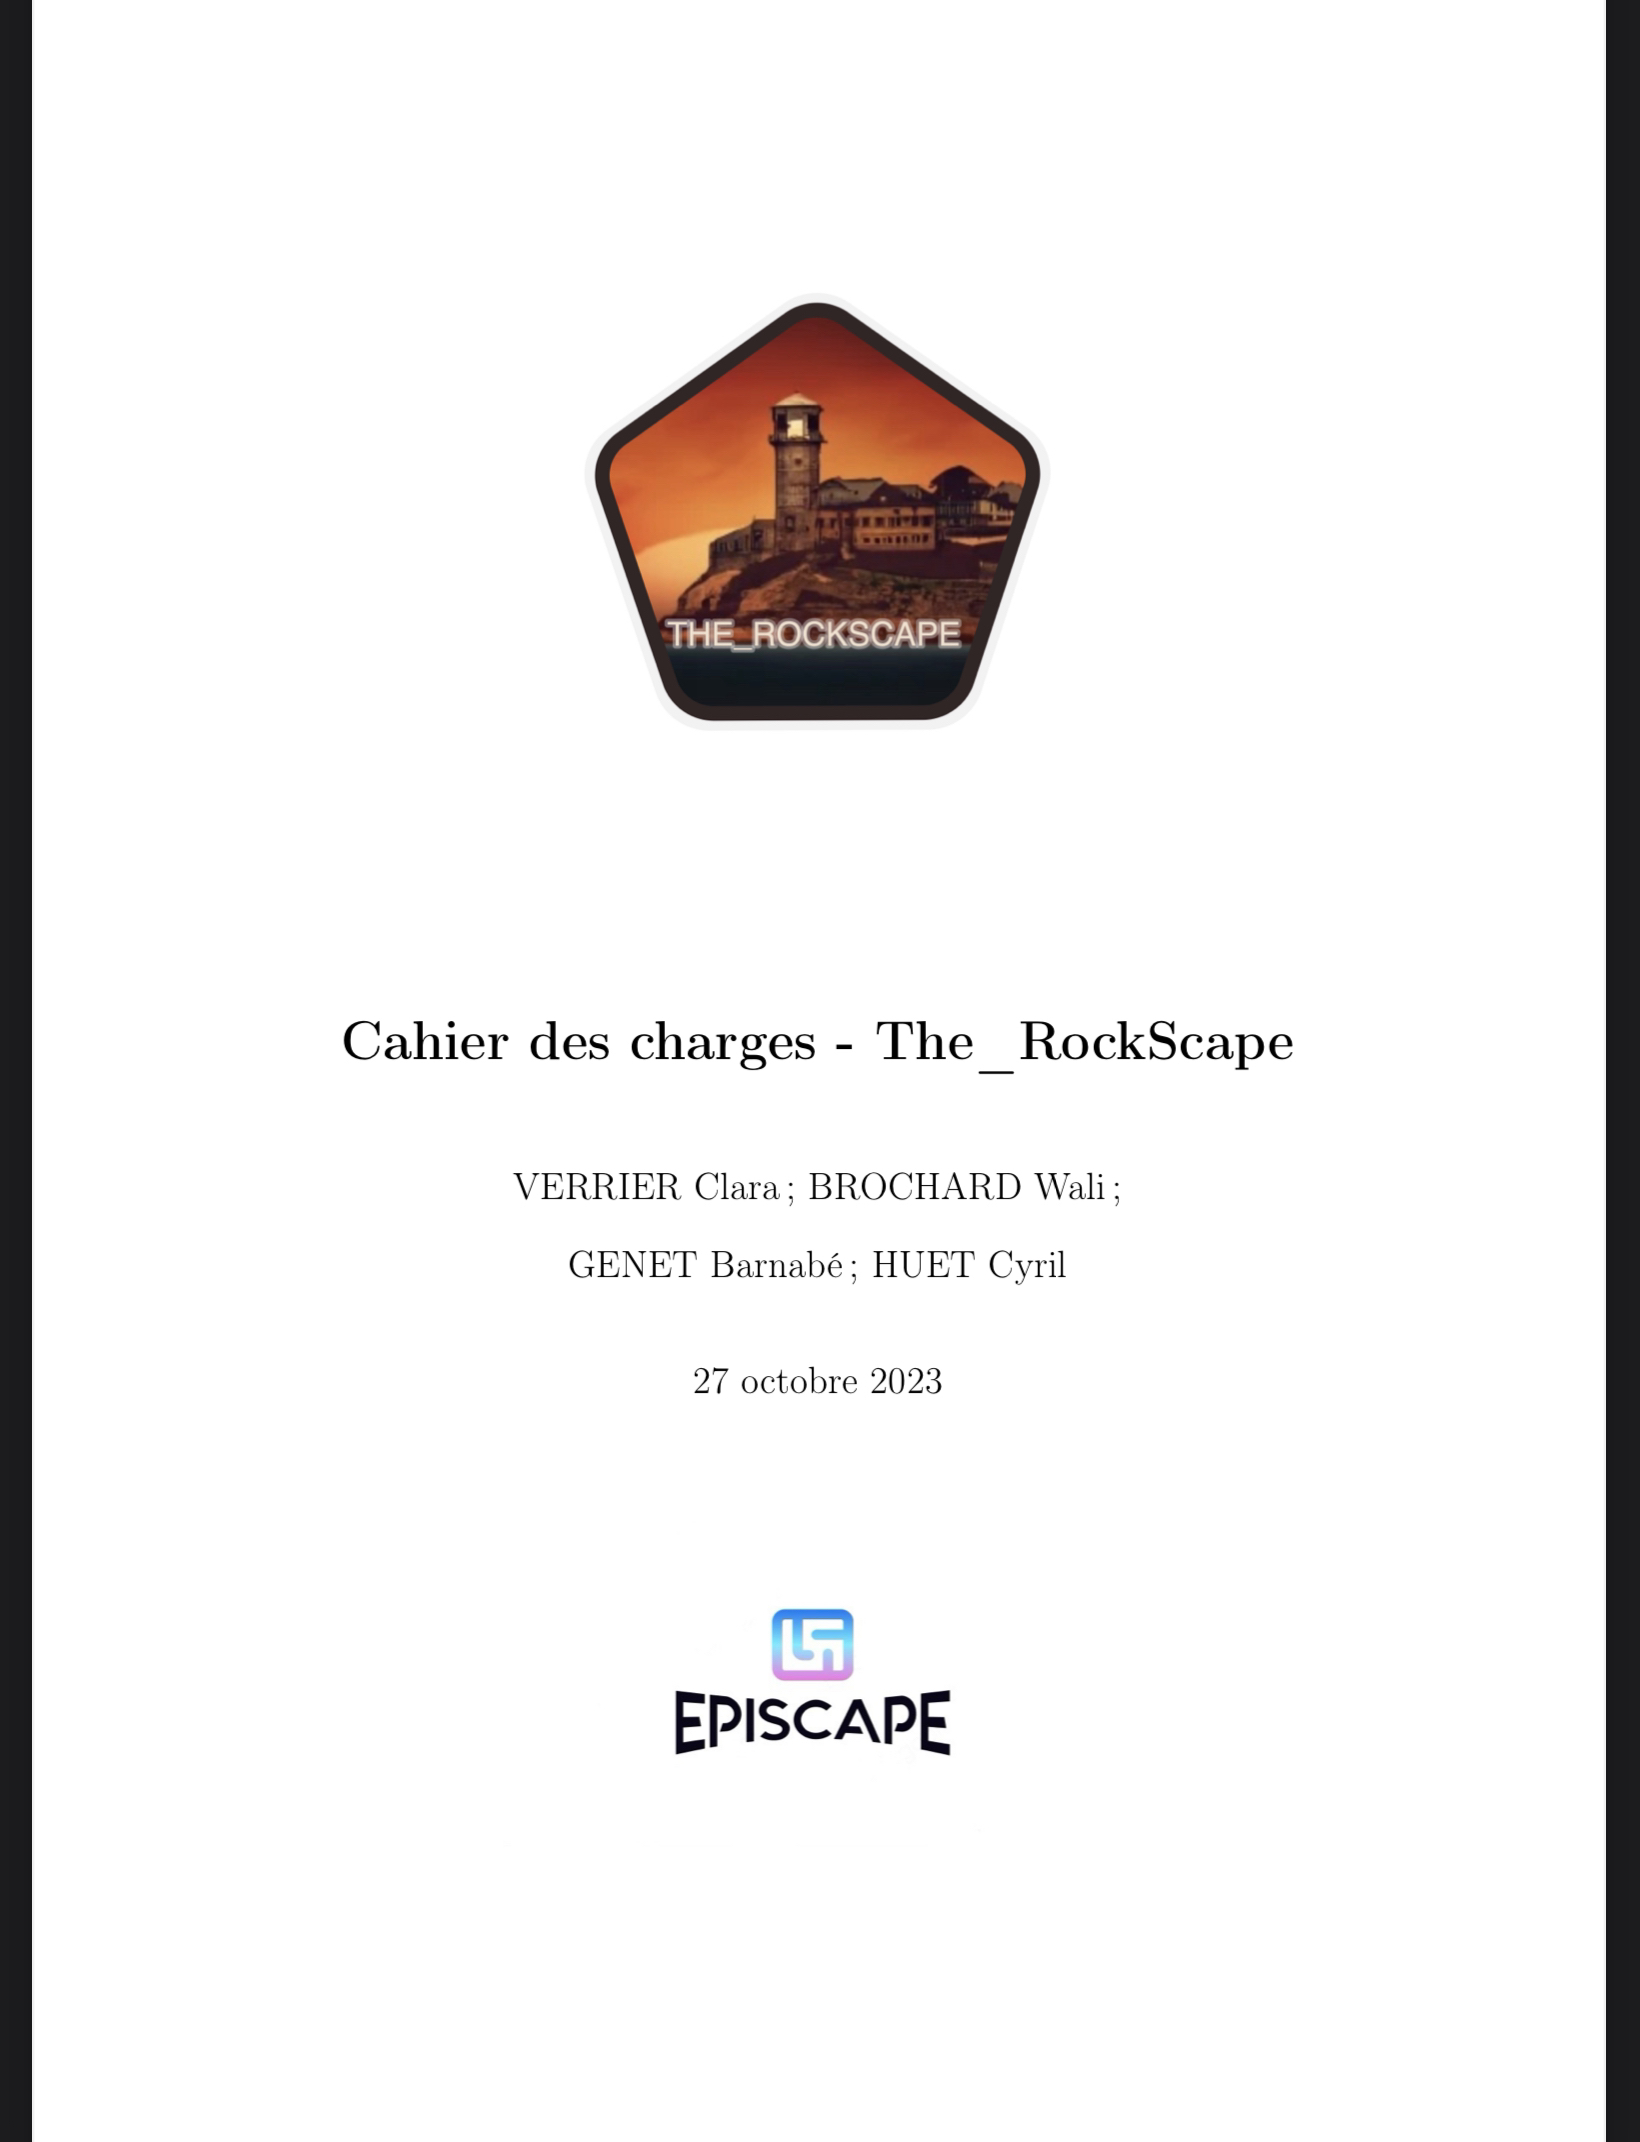 THE_ROCKSCAPE
Cahier des charges - The_RockScape
VERRIER Clara ; BROCHARD Wali ;
GENET Barnabé ; HUET Cyril
27 octobre 2023
EPISCAPE